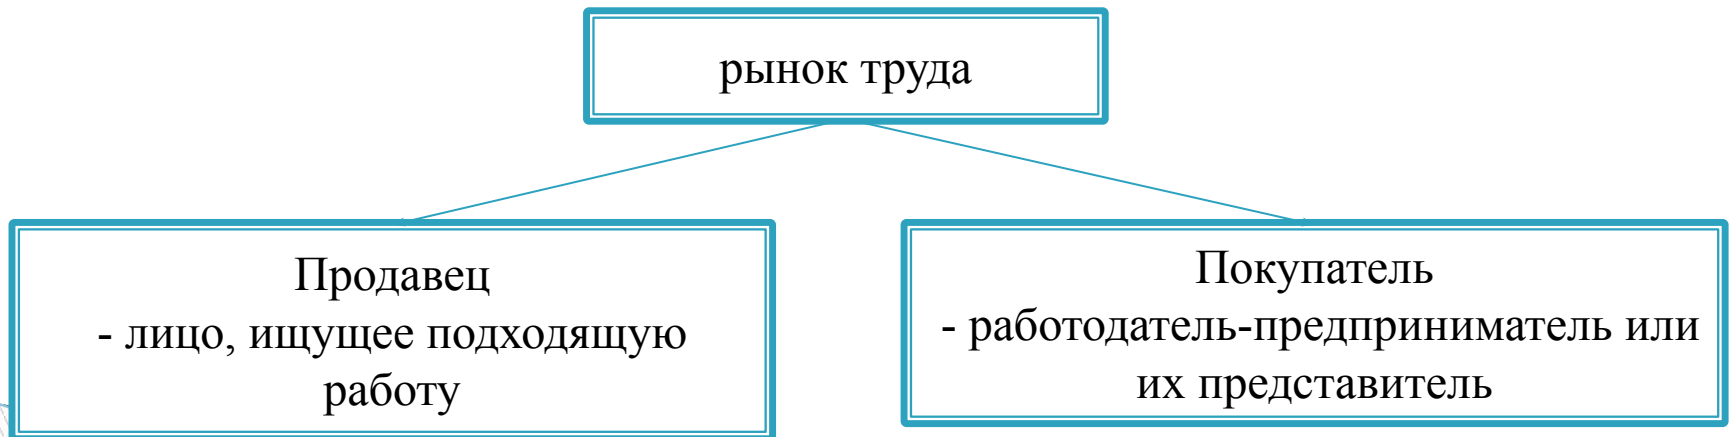 рынок труда
Продавец
- лицо, ищущее подходящую
работу
Покупатель
- работодатель-предприниматель или
их представитель